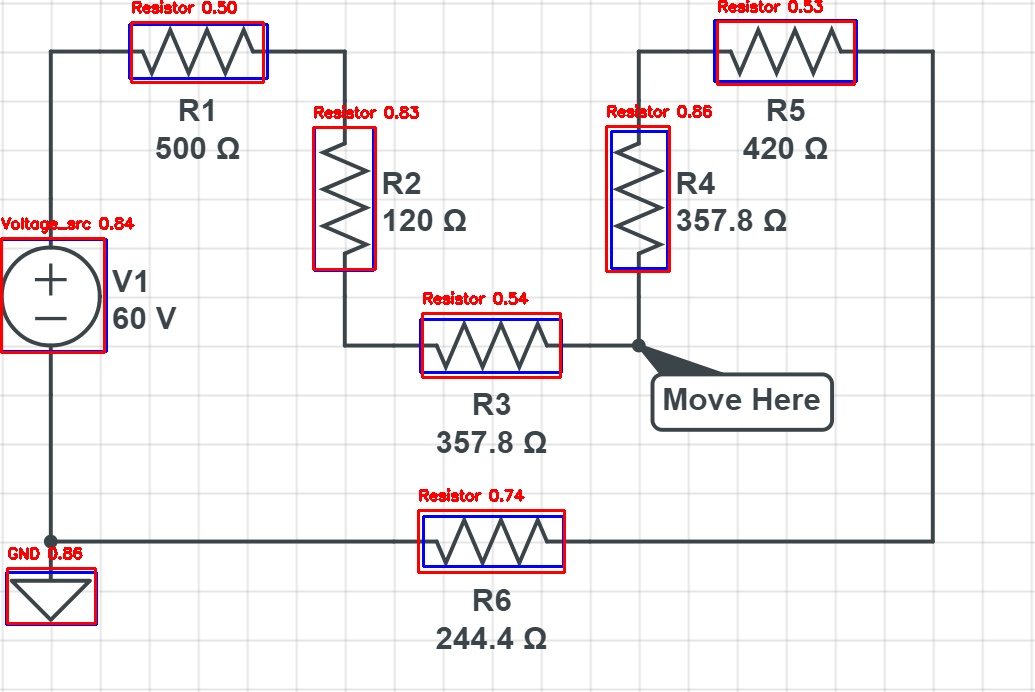 Resistor 0.50
R1
500 Ω
Resistor 0.53
R5
420 Ω
Resistor 0.83
R2
120 Ω
Resistor 0.86
R4
357.8 Ω
Voltage_src 0.84
V1
60 V
Resistor 0.54
R3
357.8 Ω
Move Here
Resistor 0.74
R6
244.4 Ω
GND 0.86